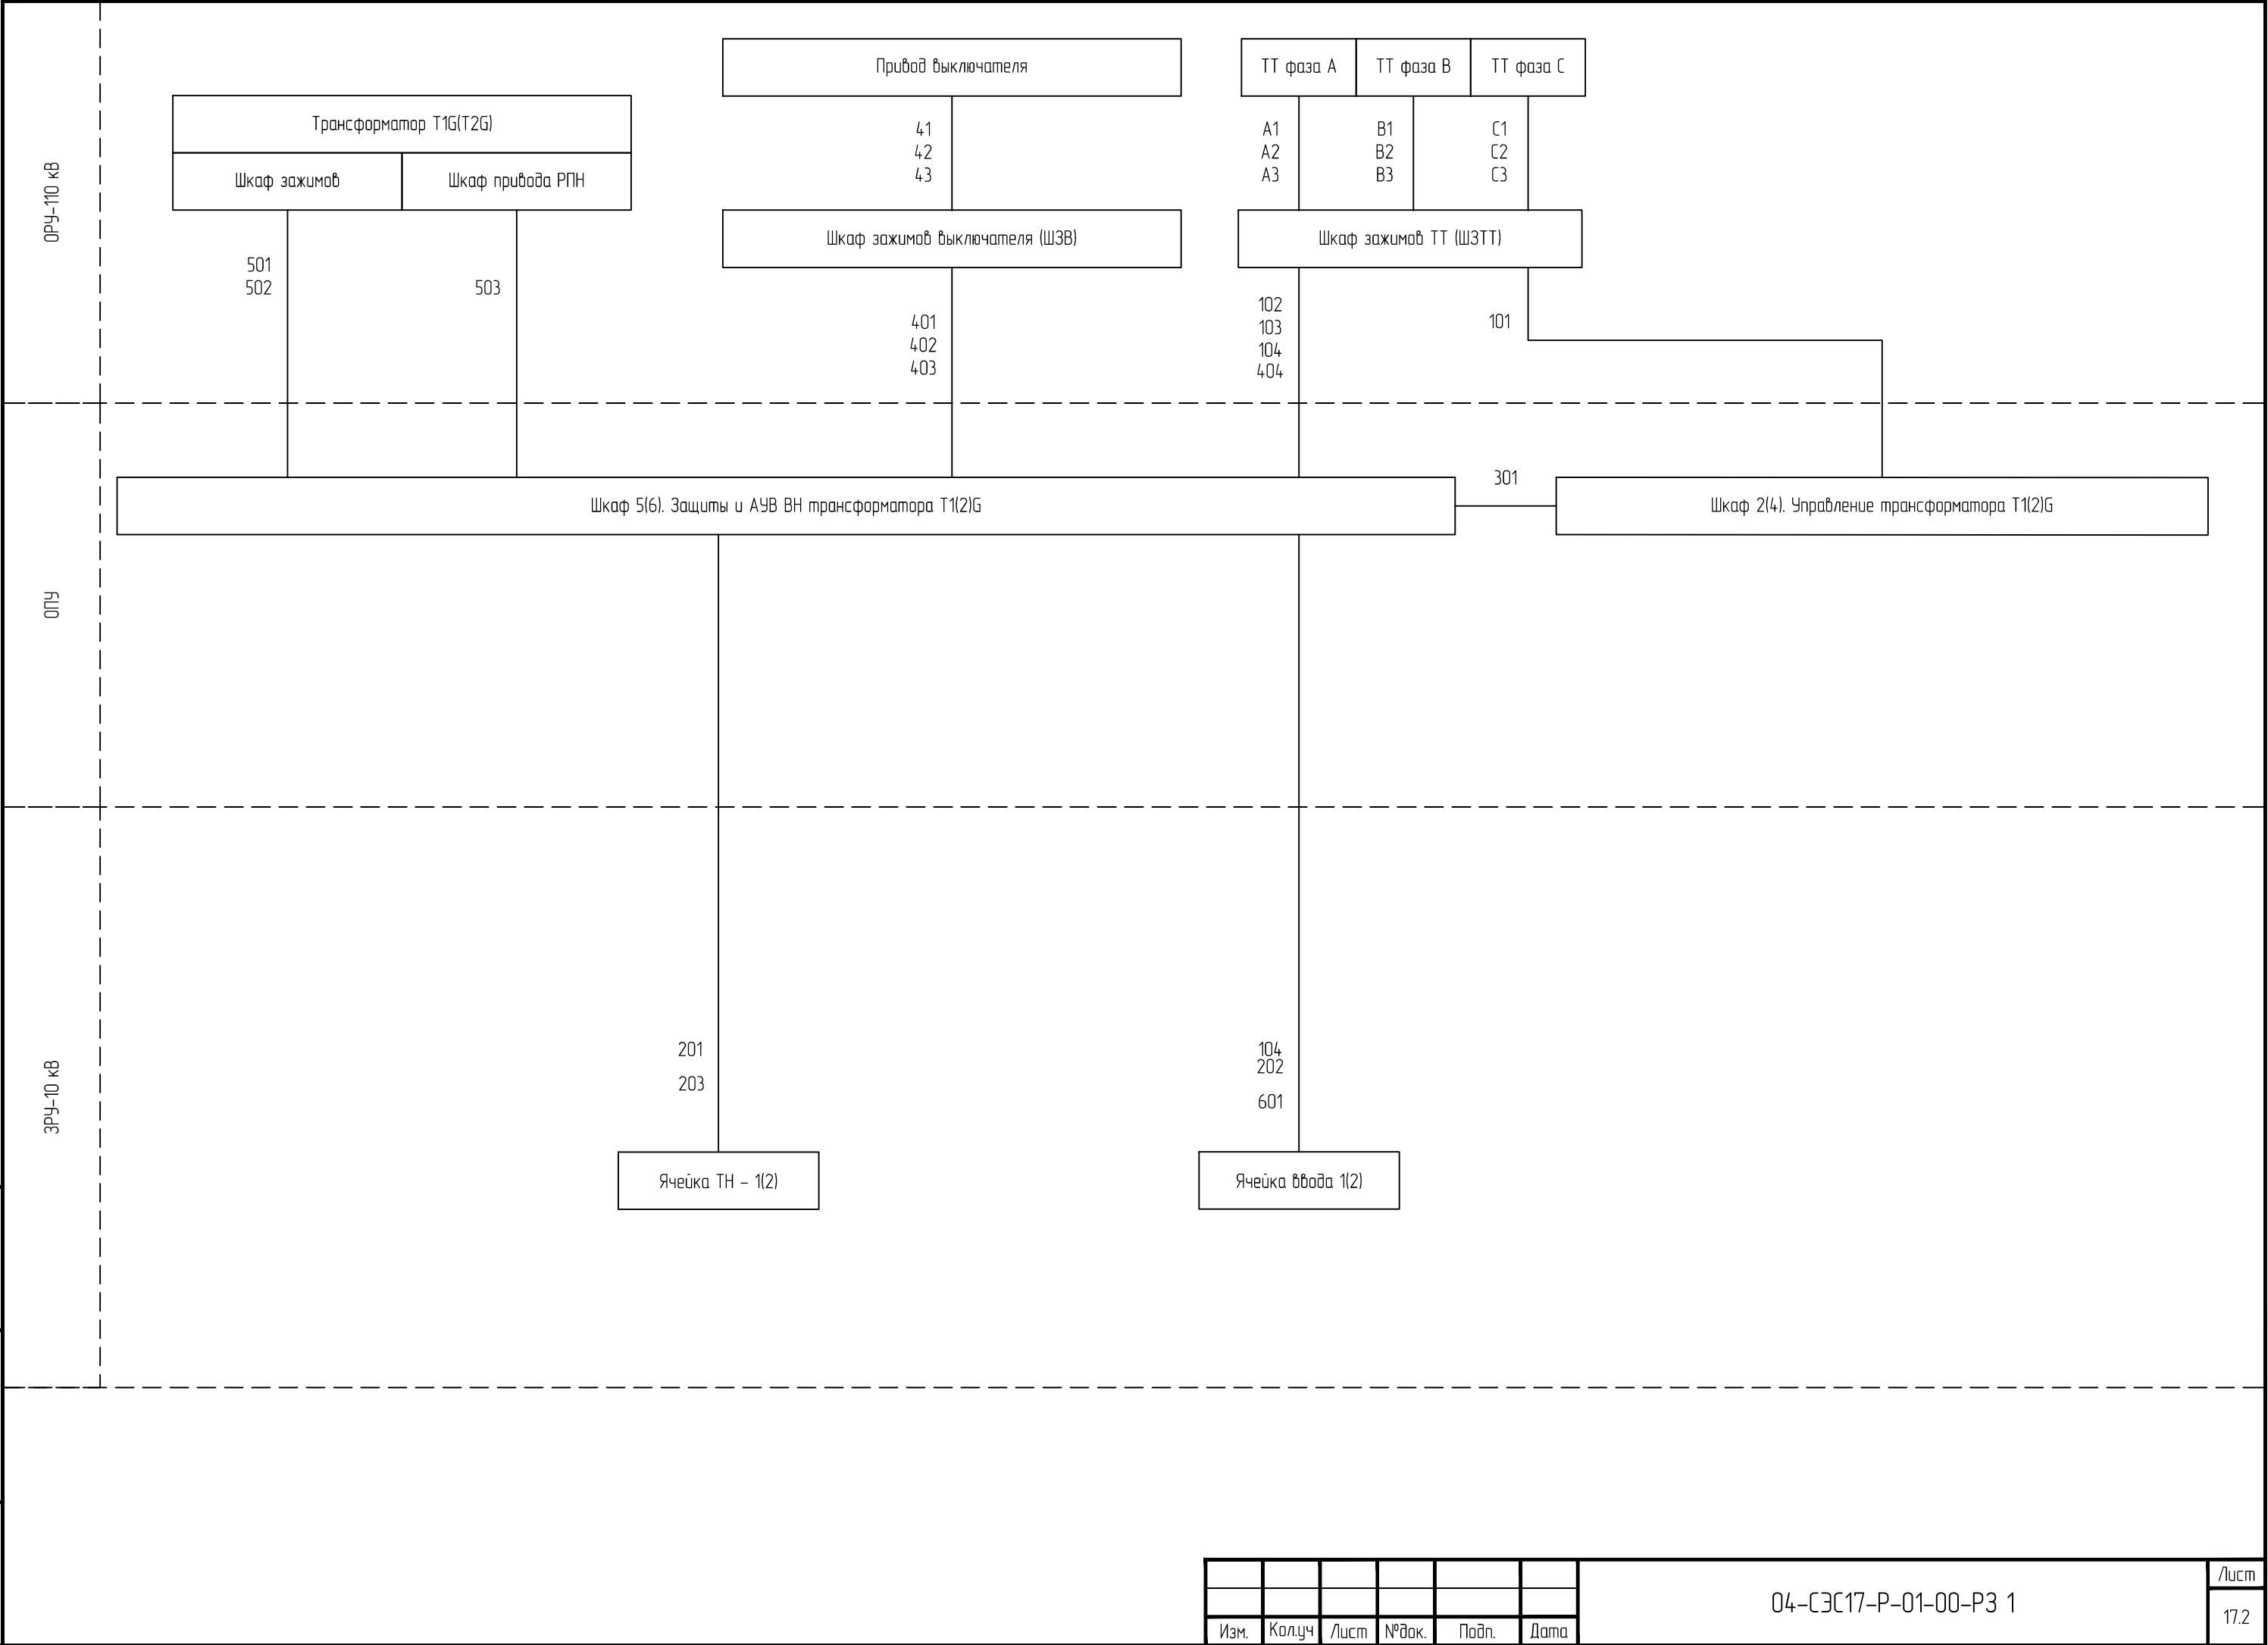 ОРУ-110 кВ
Привод выключателя
ТТ фаза А
ТТ фаза В
ТТ фаза С
Трансформатор T1G(T2G)
Шкаф зажимов
Шкаф привода РПН
41
42
43
А1
А2
А3
В1
В2
В3
С1
С2
С3
Шкаф зажимов выключателя (ШЗВ)
Шкаф зажимов ТТ (ШЗТТ)
501
502
503
401
402
403
102
103
104
404
101
ОПУ
Шкаф 5(6). Защиты и АУВ ВН трансформатора Т1(2)G
301
Шкаф 2(4). Управление трансформатора Т1(2)G
ЗРУ-10 кВ
201
203
104
202
601
Ячейка ТН - 1(2)
Ячейка ввода 1(2)
Изм.
Кол.уч
Лист
№док.
Подп.
Дата
04-СЭС17-Р-01-00-РЗ 1
Лист
17.2